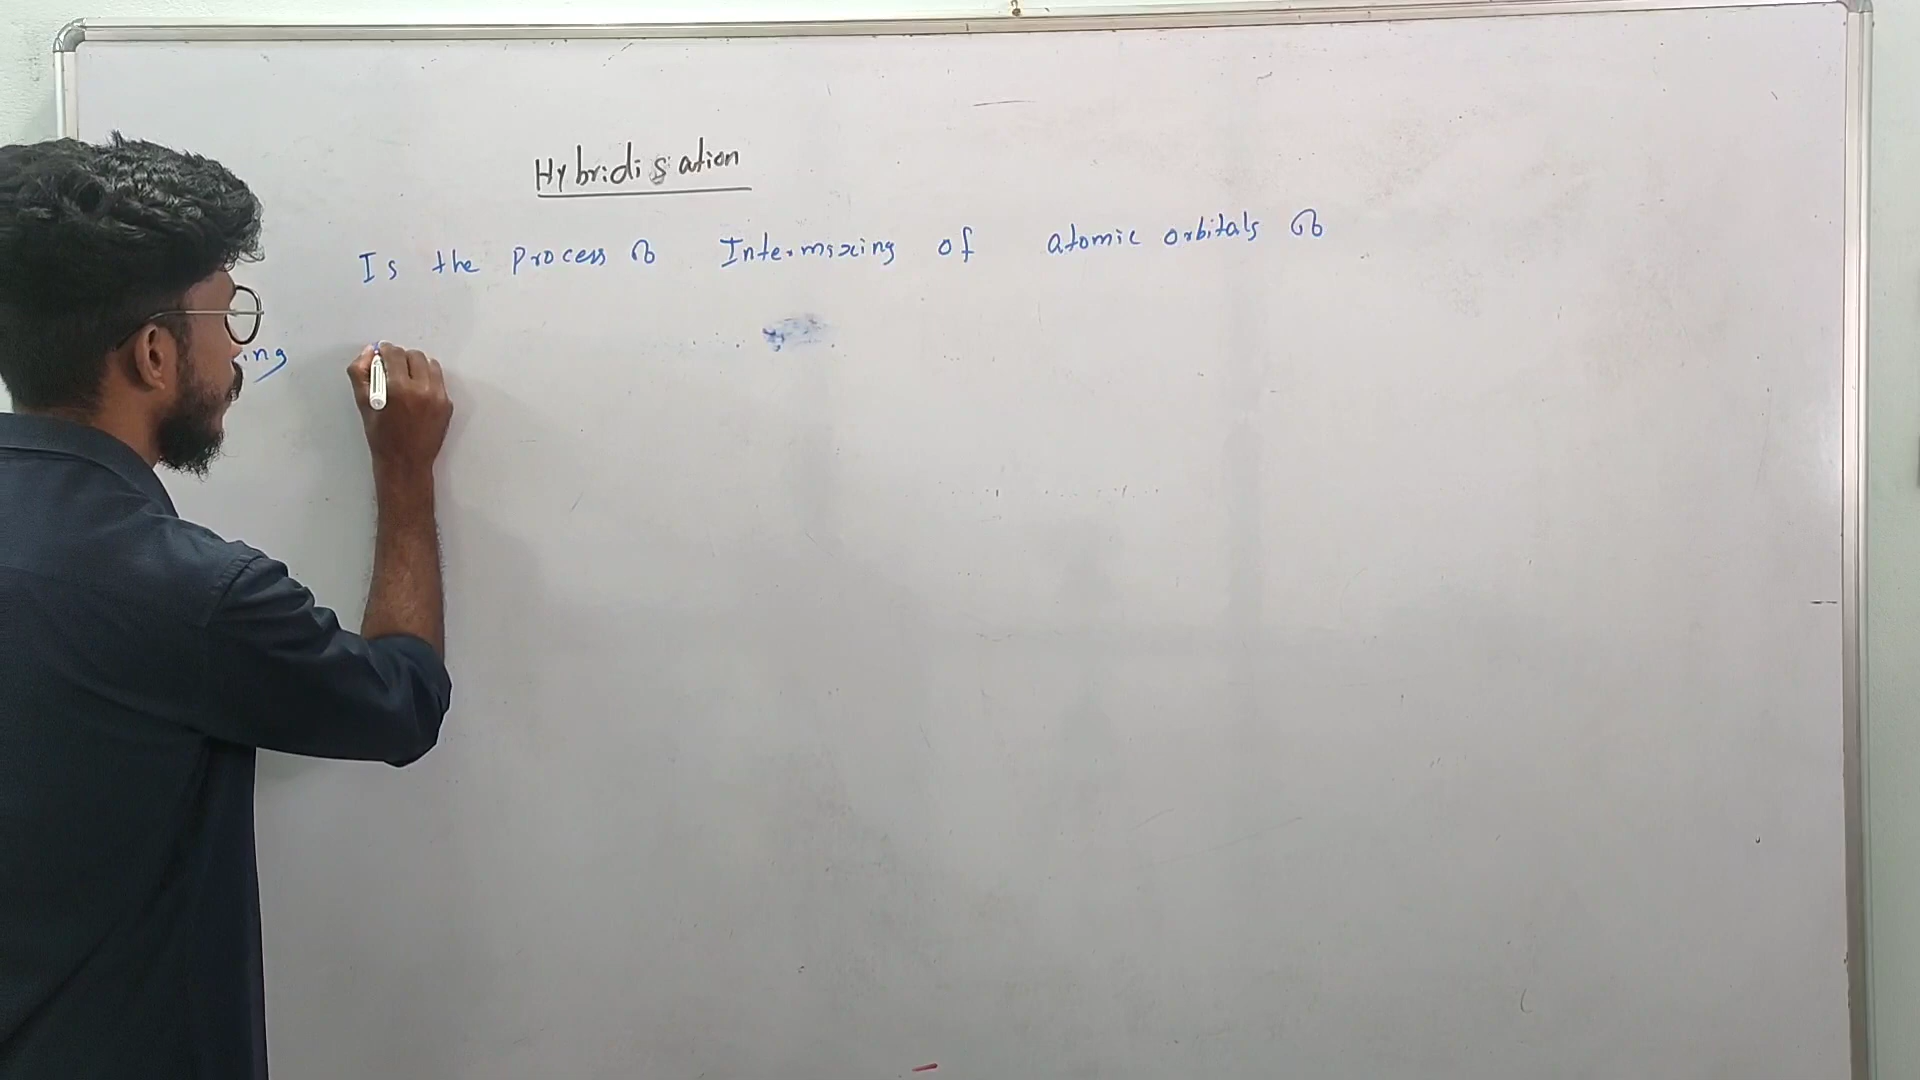 Hybridisation
Is the Process of Intermixing of atomic orbitals of
ing